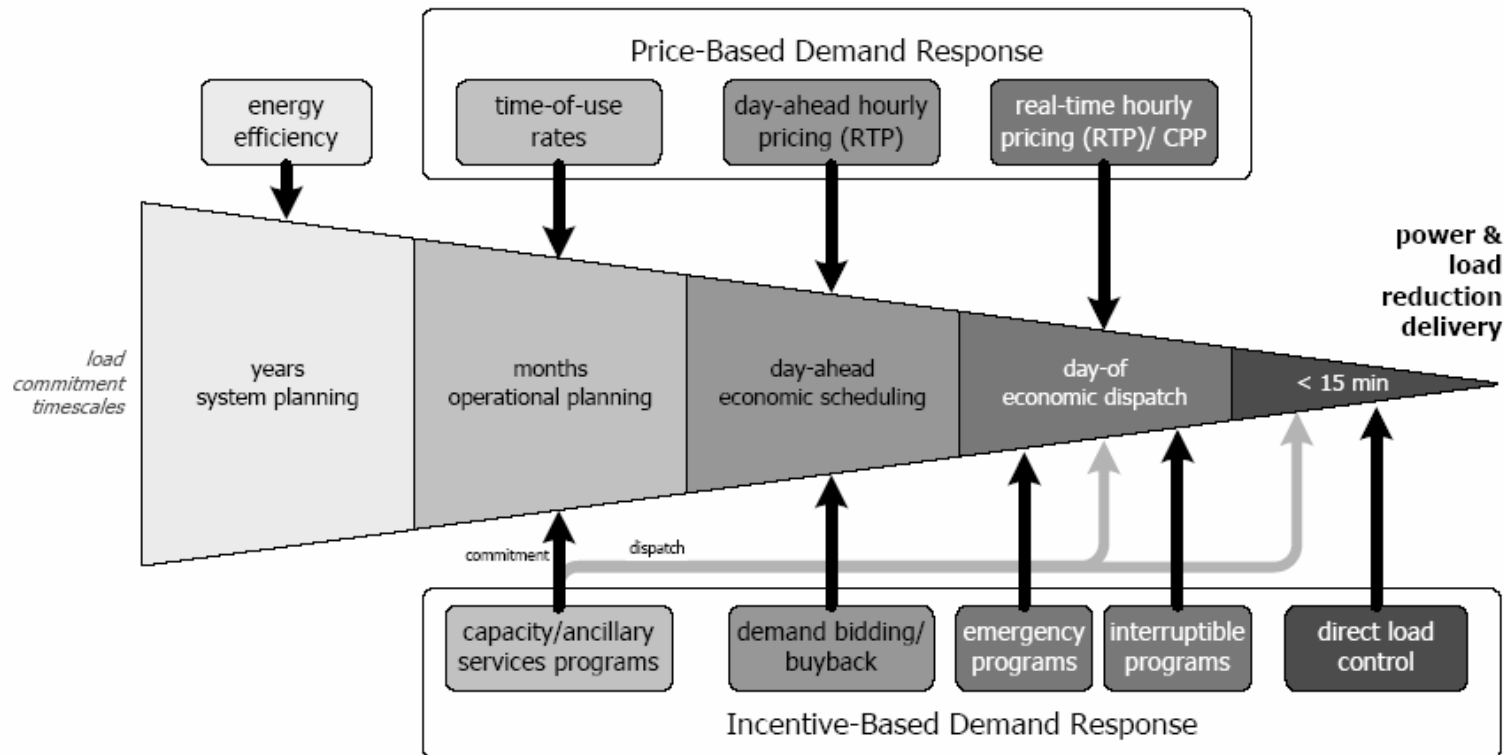 Price-Based Demand Response
energy
efficiency
time-of-use
rates
day-ahead hourly
pricing (RTP)
real-time hourly
pricing (RTP)/ CPP
power &
load
reduction
delivery
load
commitment
timescales
years
system planning
months
operational planning
day-ahead
economic scheduling
day-of
economic dispatch
< 15 min
commitment
dispatch
capacity/ancillary
services programs
demand bidding/
buyback
emergency
programs
interruptible
programs
direct load
control
Incentive-Based Demand Response